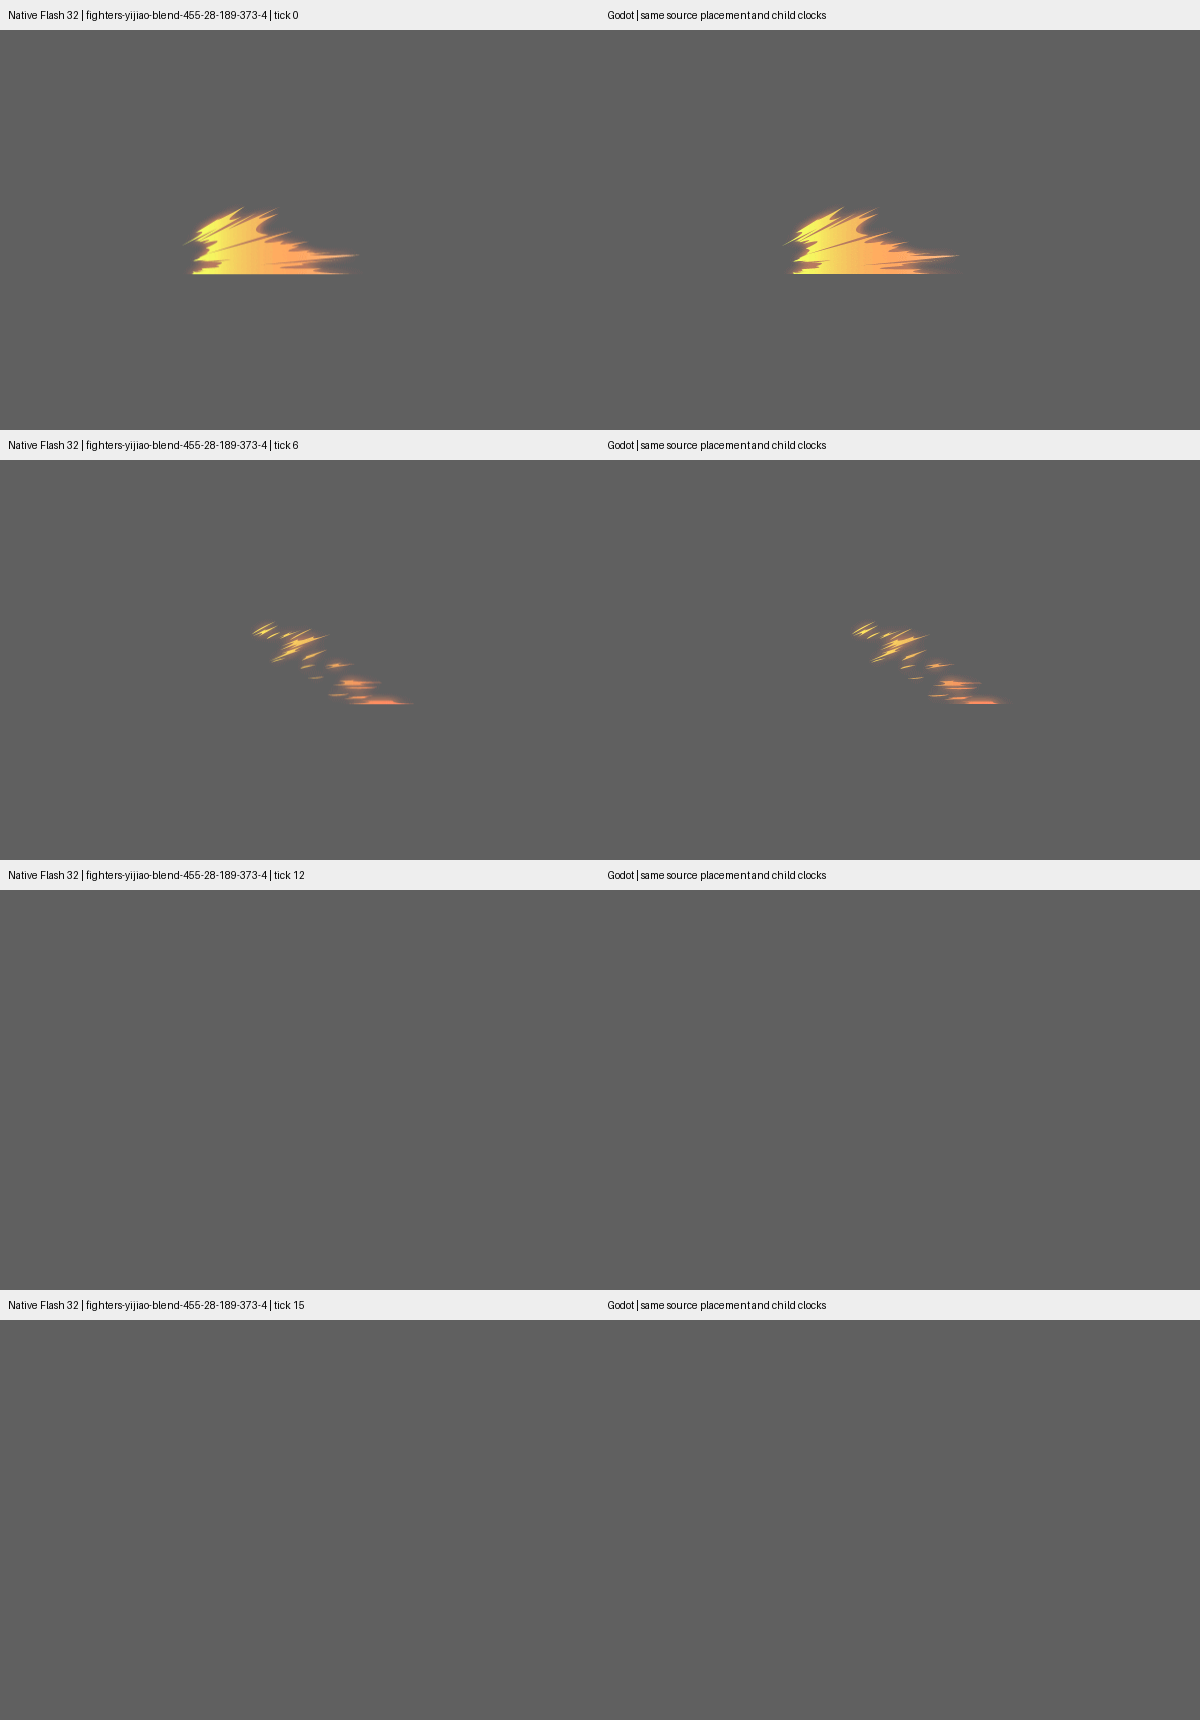 Native Flash 32 | fighters-yijiao-blend-455-28-189-373-4 | tick 0
Godot | same source placement and child clocks
Native Flash 32 | fighters-yijiao-blend-455-28-189-373-4 | tick 6
Godot | same source placement and child clocks
Native Flash 32 | fighters-yijiao-blend-455-28-189-373-4 | tick 12
Godot | same source placement and child clocks
Native Flash 32 | fighters-yijiao-blend-455-28-189-373-4 | tick 15
Godot | same source placement and child clocks